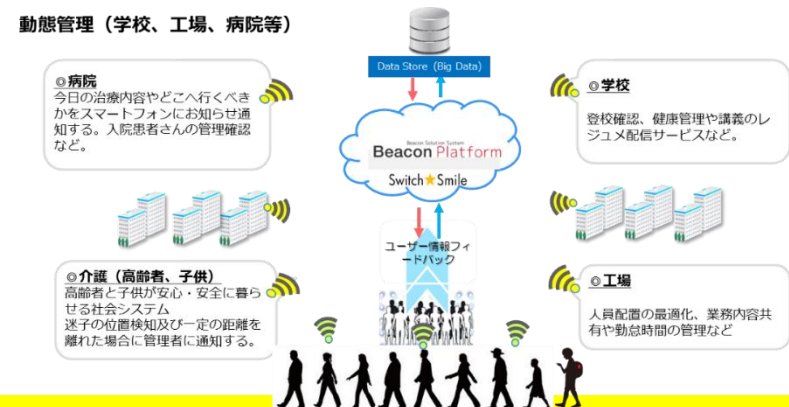 動態管理（学校、工場、病院等）
Data Store（Big Data）
◎病院
今日の治療内容やどこへ行くべき
かをスマートフォンにお知らせ通
知する。入院患者さんの管理確認
など。
◎学校
登校確認、健康管理や講義のレ
ジュメ配信サービスなど。
Beacon Solution System
Beacon Platform
Switch★Smile
ユーザー情報フィ
ードバック
◎介護（高齢者、子供）
高齢者と子供が安心・安全に暮ら
せる社会システム
迷子の位置検知及び一定の距離を
離れた場合に管理者に通知する。
◎工場
人員配置の最適化、業務内容共
有や勤怠時間の管理など